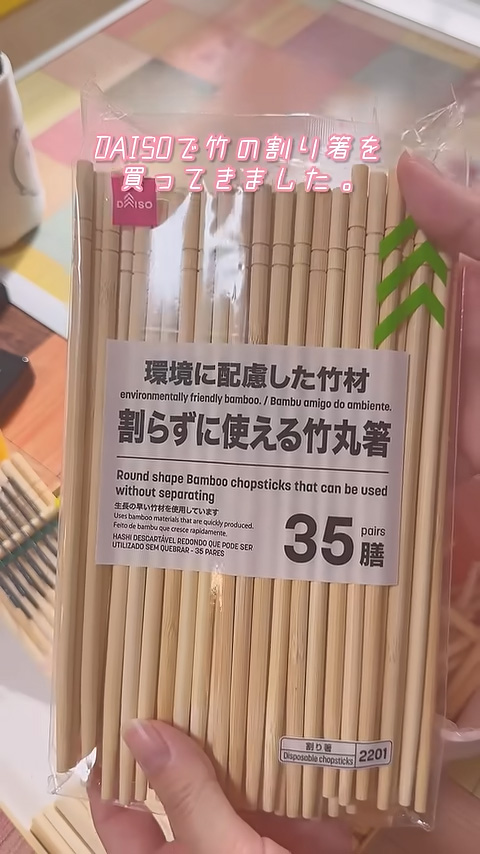 DAISOで竹の割り箸を
買ってきました。
DAISO
環境に配慮した竹材
environmentally friendly bamboo. / Bambu amigo do ambiente.
割らずに使える竹丸箸
Round shape Bamboo chopsticks that can be used
without separating
生長の早い竹材を使用しています
Uses bamboo materials that are quickly produced.
Feito de bambu que cresce rapidamente.
HASHI DESCARTÁVEL REDONDO QUE PODE SER
UTILIZADO SEM QUEBRAR - 35 PARES
35 pairs 膳
割り箸
Disposable chopsticks 2201